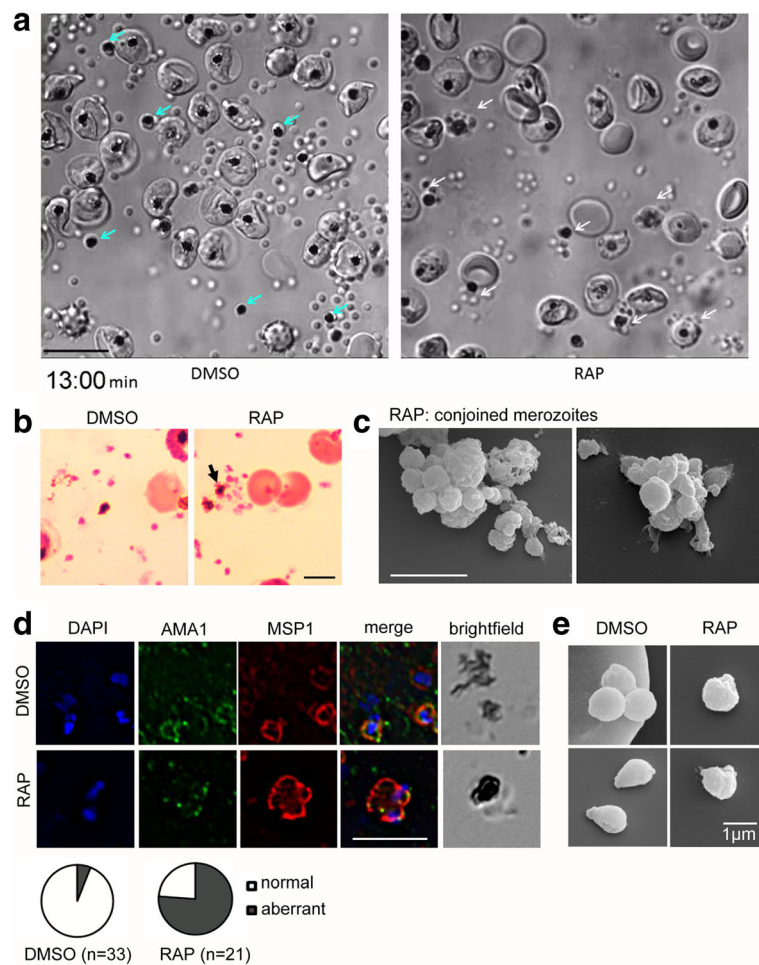 a
13:00 min
DMSO
RAP
b
DMSO
RAP
c
RAP: conjoined merozoites
d
DAPI
AMA1
MSP1
merge
brightfield
DMSO
RAP
normal
aberrant
DMSO (n=33)
RAP (n=21)
e
DMSO
RAP
1μm